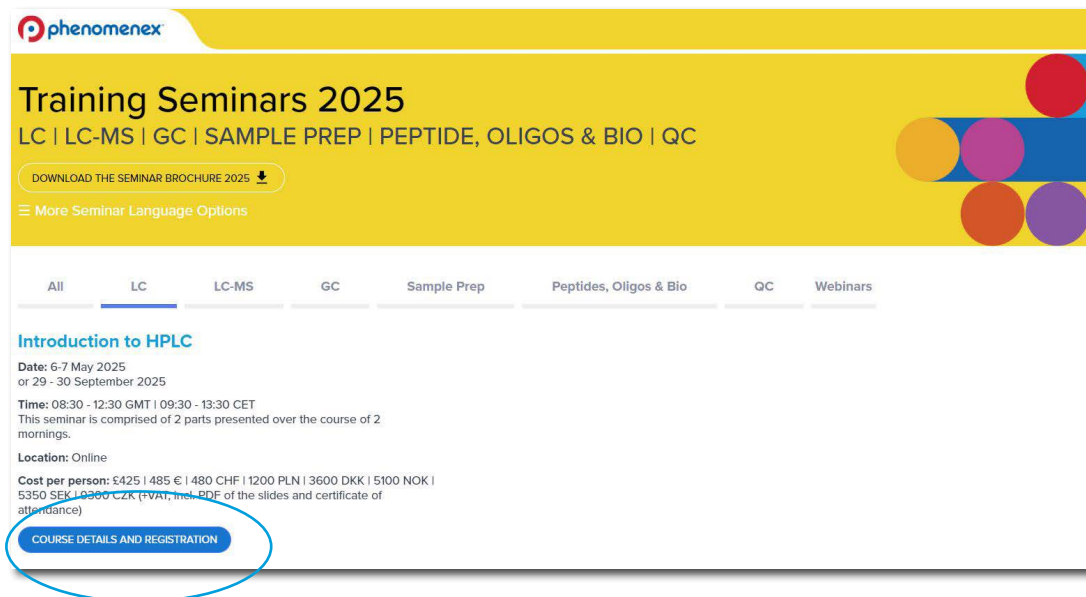 phenomenex
Training Seminars 2025
LC | LC-MS | GC | SAMPLE PREP | PEPTIDE, OLIGOS & BIO | QC
DOWNLOAD THE SEMINAR BROCHURE 2025
☰ More Seminar Language Options
All LC LC-MS GC Sample Prep Peptides, Oligos & Bio QC Webinars
Introduction to HPLC
Date: 6-7 May 2025
or 29 - 30 September 2025
Time: 08:30 - 12:30 GMT | 09:30 - 13:30 CET
This seminar is comprised of 2 parts presented over the course of 2
mornings.
Location: Online
Cost per person: £425 | 485 € | 480 CHF | 1200 PLN | 3600 DKK | 5100 NOK |
5350 SEK | 9300 CZK (+VAT, incl. PDF of the slides and certificate of
attendance)
COURSE DETAILS AND REGISTRATION